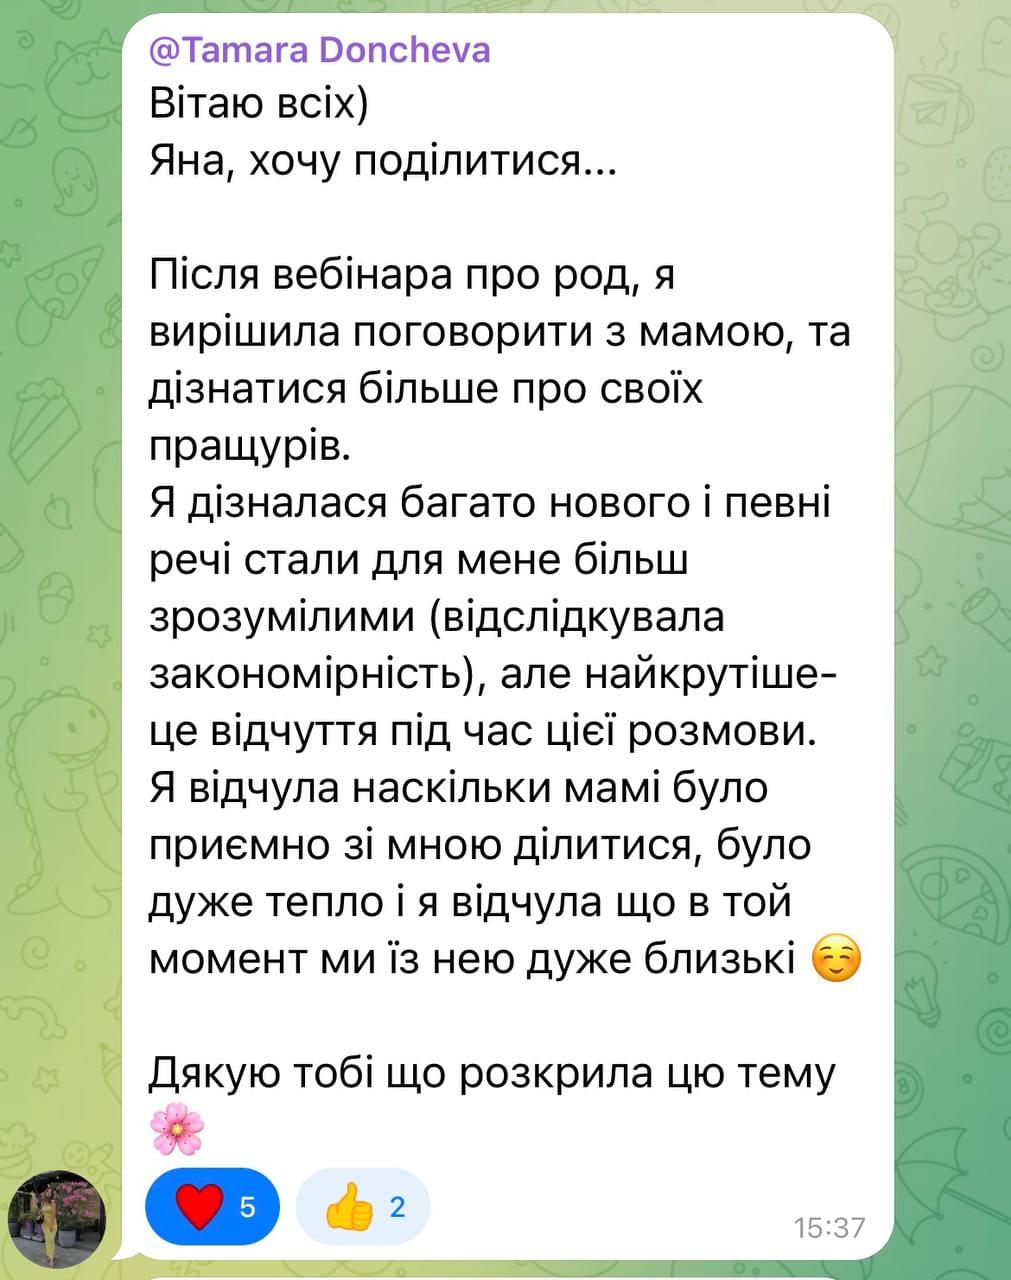 @Tamara Doncheva
Вітаю всіх)
Яна, хочу поділитися...
Після вебінара про род, я
вирішила поговорити з мамою, та
дізнатися більше про своїх
пращурів.
Я дізналася багато нового і певні
речі стали для мене більш
зрозумілими (відслідкувала
закономірність), але найкрутіше-
це відчуття під час цієї розмови.
Я відчула наскільки мамі було
приємно зі мною ділитися, було
дуже тепло і я відчула що в той
момент ми їз нею дуже близькі ☺️
Дякую тобі що розкрила цю тему
🌸
❤️ 5 👍 2
15:37